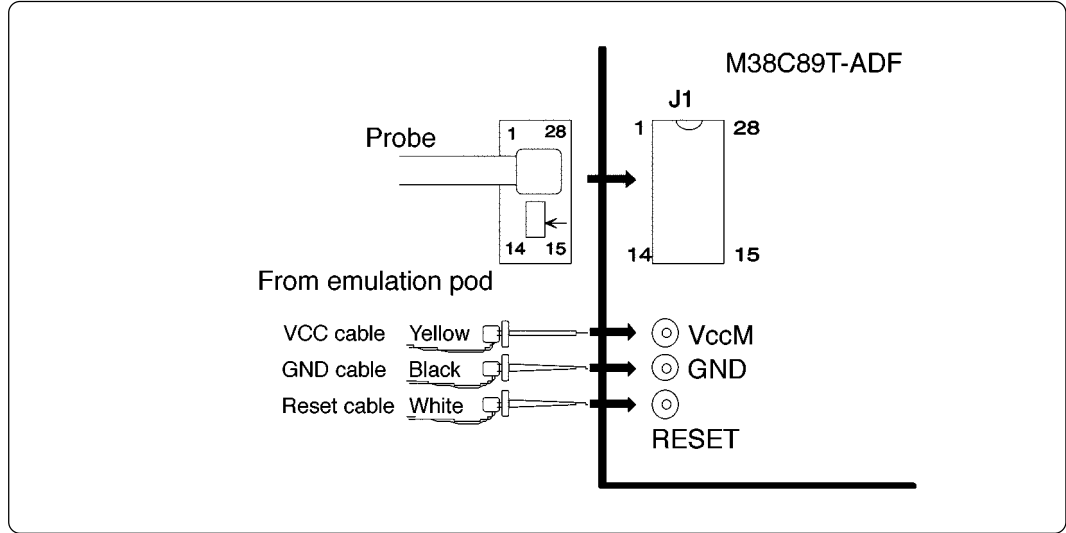 M38C89T-ADF
J1
Probe
1 28
14 15
1 28
14 15
From emulation pod
VCC cable Yellow
VccM
GND cable Black
GND
Reset cable White
RESET